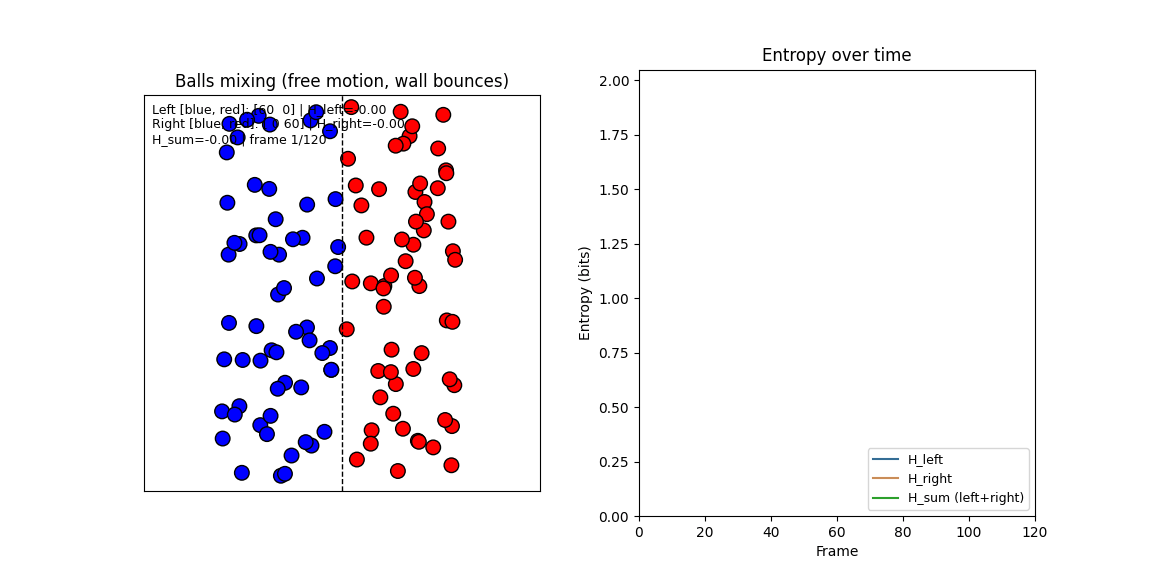 Balls mixing (free motion, wall bounces)
Left [blue, red]: [60 0] | H_left=-0.00
Right [blue, red]: [0 60] | H_right=-0.00
H_sum=-0.00 | frame 1/120
Entropy over time
Entropy (bits)
2.00
1.75
1.50
1.25
1.00
0.75
0.50
0.25
0.00
0
20
40
60
80
100
120
Frame
H_left
H_right
H_sum (left+right)